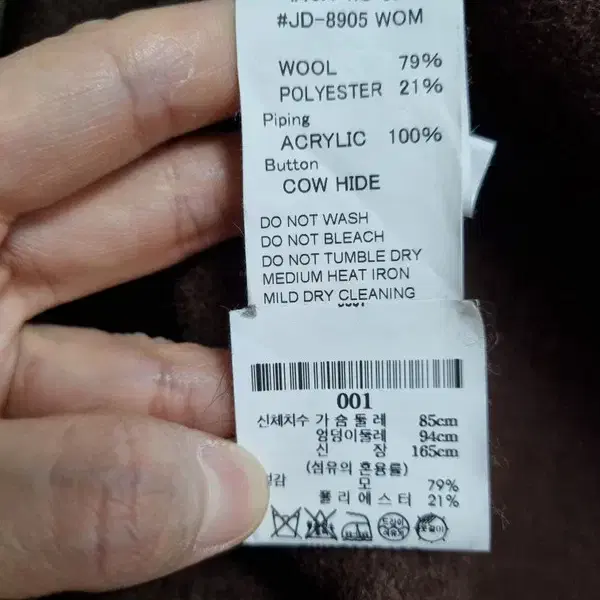 #JD-8905 WOM
WOOL 79%
POLYESTER 21%
Piping
ACRYLIC 100%
Button
COW HIDE
DO NOT WASH
DO NOT BLEACH
DO NOT TUMBLE DRY
MEDIUM HEAT IRON
MILD DRY CLEANING
001
신체치수 가 슴 둘 레 85cm
엉덩이둘레 94cm
신 장 165cm
(섬유의 혼용률)
모 79%
폴 리 에 스 터 21%